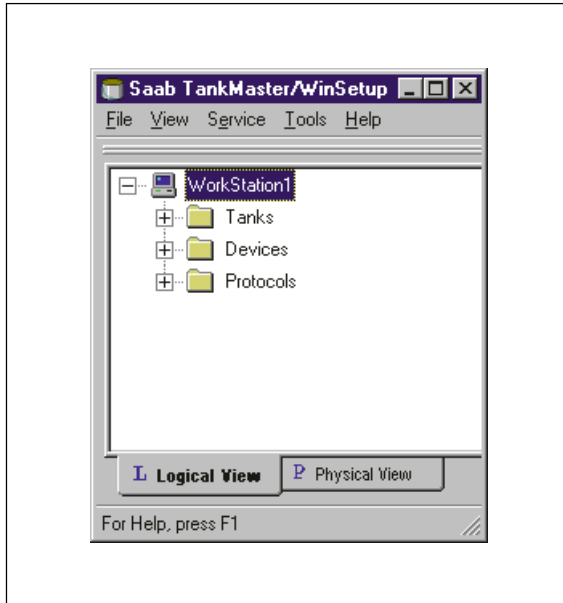 Saab TankMaster/WinSetup
File View Service Tools Help
WorkStation1
Tanks
Devices
Protocols
L Logical View P Physical View
For Help, press F1